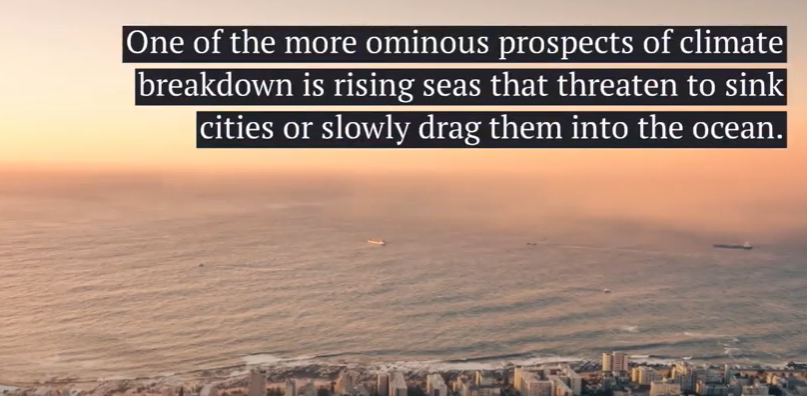 One of the more ominous prospects of climate
breakdown is rising seas that threaten to sink
cities or slowly drag them into the ocean.